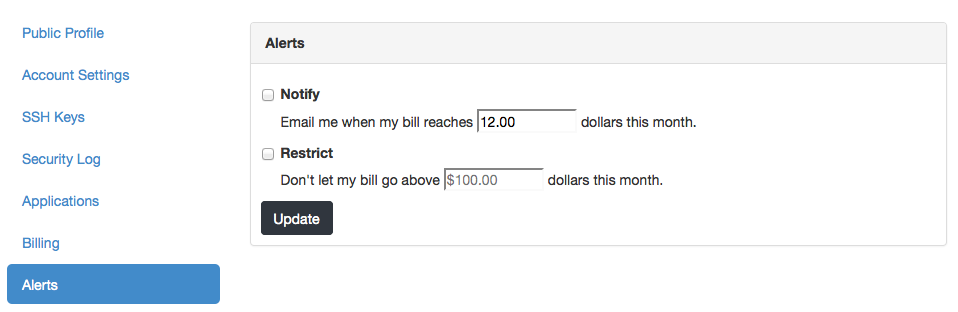 Public Profile
Account Settings
SSH Keys
Security Log
Applications
Billing
Alerts
Alerts
Notify
Email me when my bill reaches 12.00 dollars this month.
Restrict
Don't let my bill go above $100.00 dollars this month.
Update